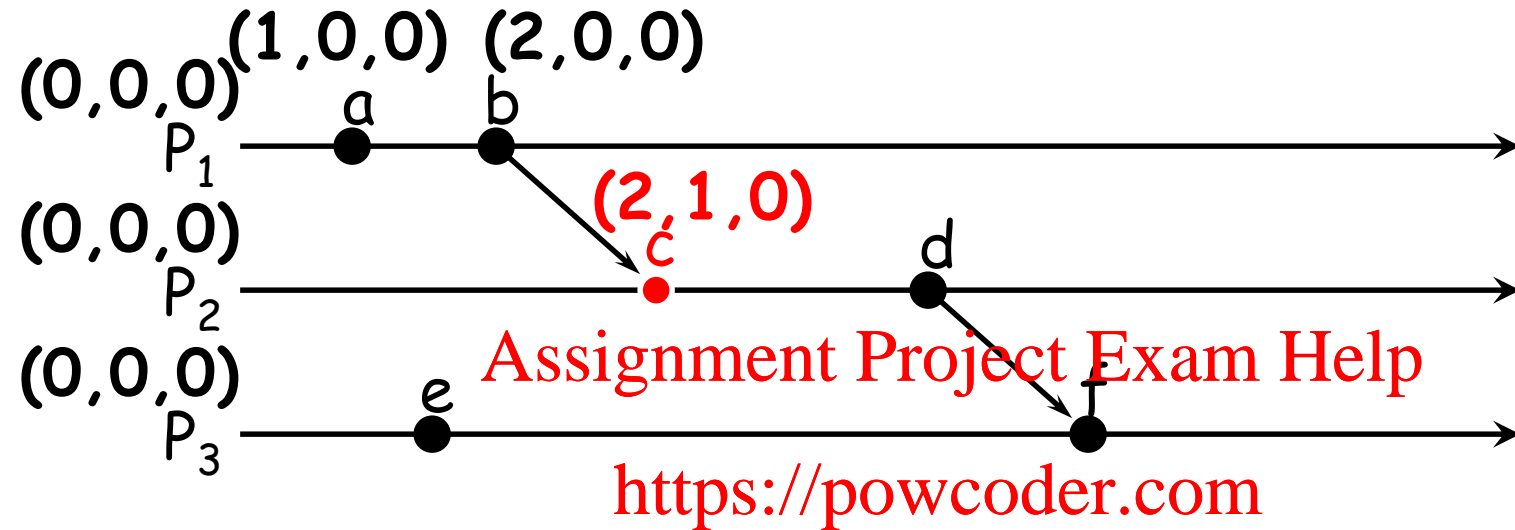 (1,0,0) (2,0,0)
(0,0,0)
a b
P1
(2,1,0)
(0,0,0)
c d
P2
Assignment Project Exam Help
(0,0,0)
e f
P3
https://powcoder.com